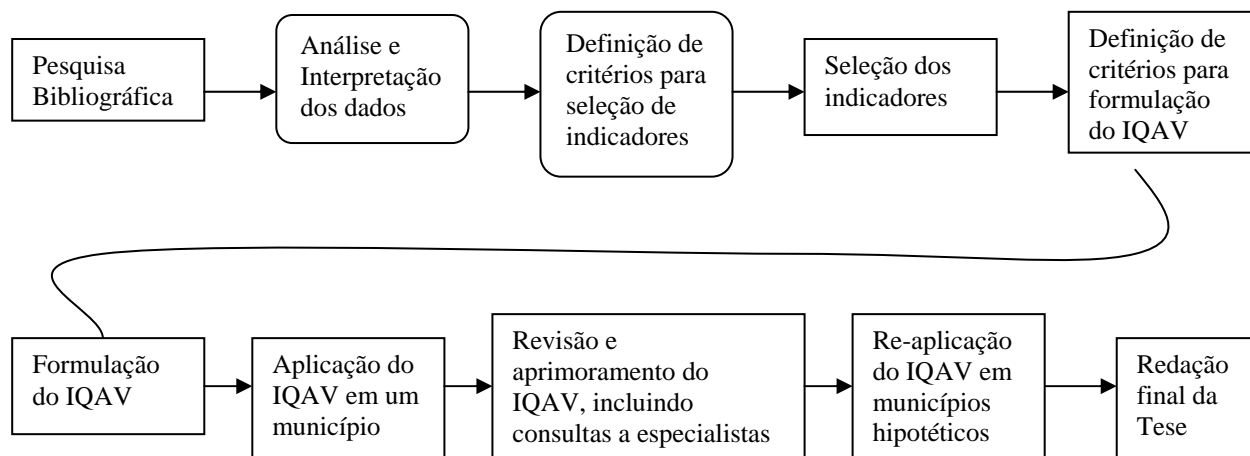 Pesquisa
Bibliográfica
Análise e
Interpretação
dos dados
Definição de
critérios para
seleção de
indicadores
Seleção dos
indicadores
Definição de
critérios para
formulação
do IQAV
Formulação
do IQAV
Aplicação do
IQAV em um
município
Revisão e
aprimoramento do
IQAV, incluindo
consultas a especialistas
Re-aplicação
do IQAV em
municípios
hipotéticos
Redação
final da
Tese